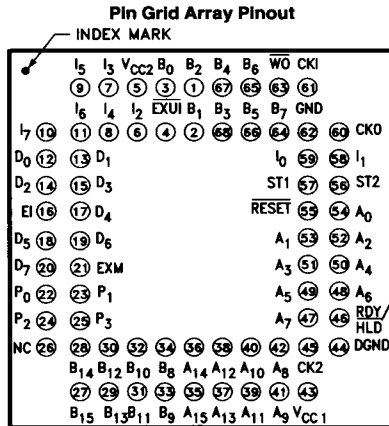 Pin Grid Array Pinout
INDEX MARK
I5 I3 VCC2 B0 B2 B4 B6 W̅O̅ CKI
9 7 5 3 1 67 65 63 61
I6 I4 I2 E̅X̅U̅I̅ B1 B3 B5 B7 GND
I7 10 11 8 6 4 2 68 66 64 62 60 CKO
D0 12 13 D1 I0 59 58 I1
D2 14 15 D3 ST1 57 56 ST2
EI 16 17 D4 R̅E̅S̅E̅T̅ 55 54 A0
D5 18 19 D6 A1 53 52 A2
D7 20 21 EXM A3 51 50 A4
P0 22 23 P1 A5 49 48 A6
P2 24 25 P3 A7 47 46 RDY/H̅L̅D̅
NC 26 28 30 32 34 36 38 40 42 45 44 DGND
B14 B12 B10 B8 A14 A12 A10 A8 CK2
27 29 31 33 35 37 39 41 43
B15 B13 B11 B9 A15 A13 A11 A9 VCC1